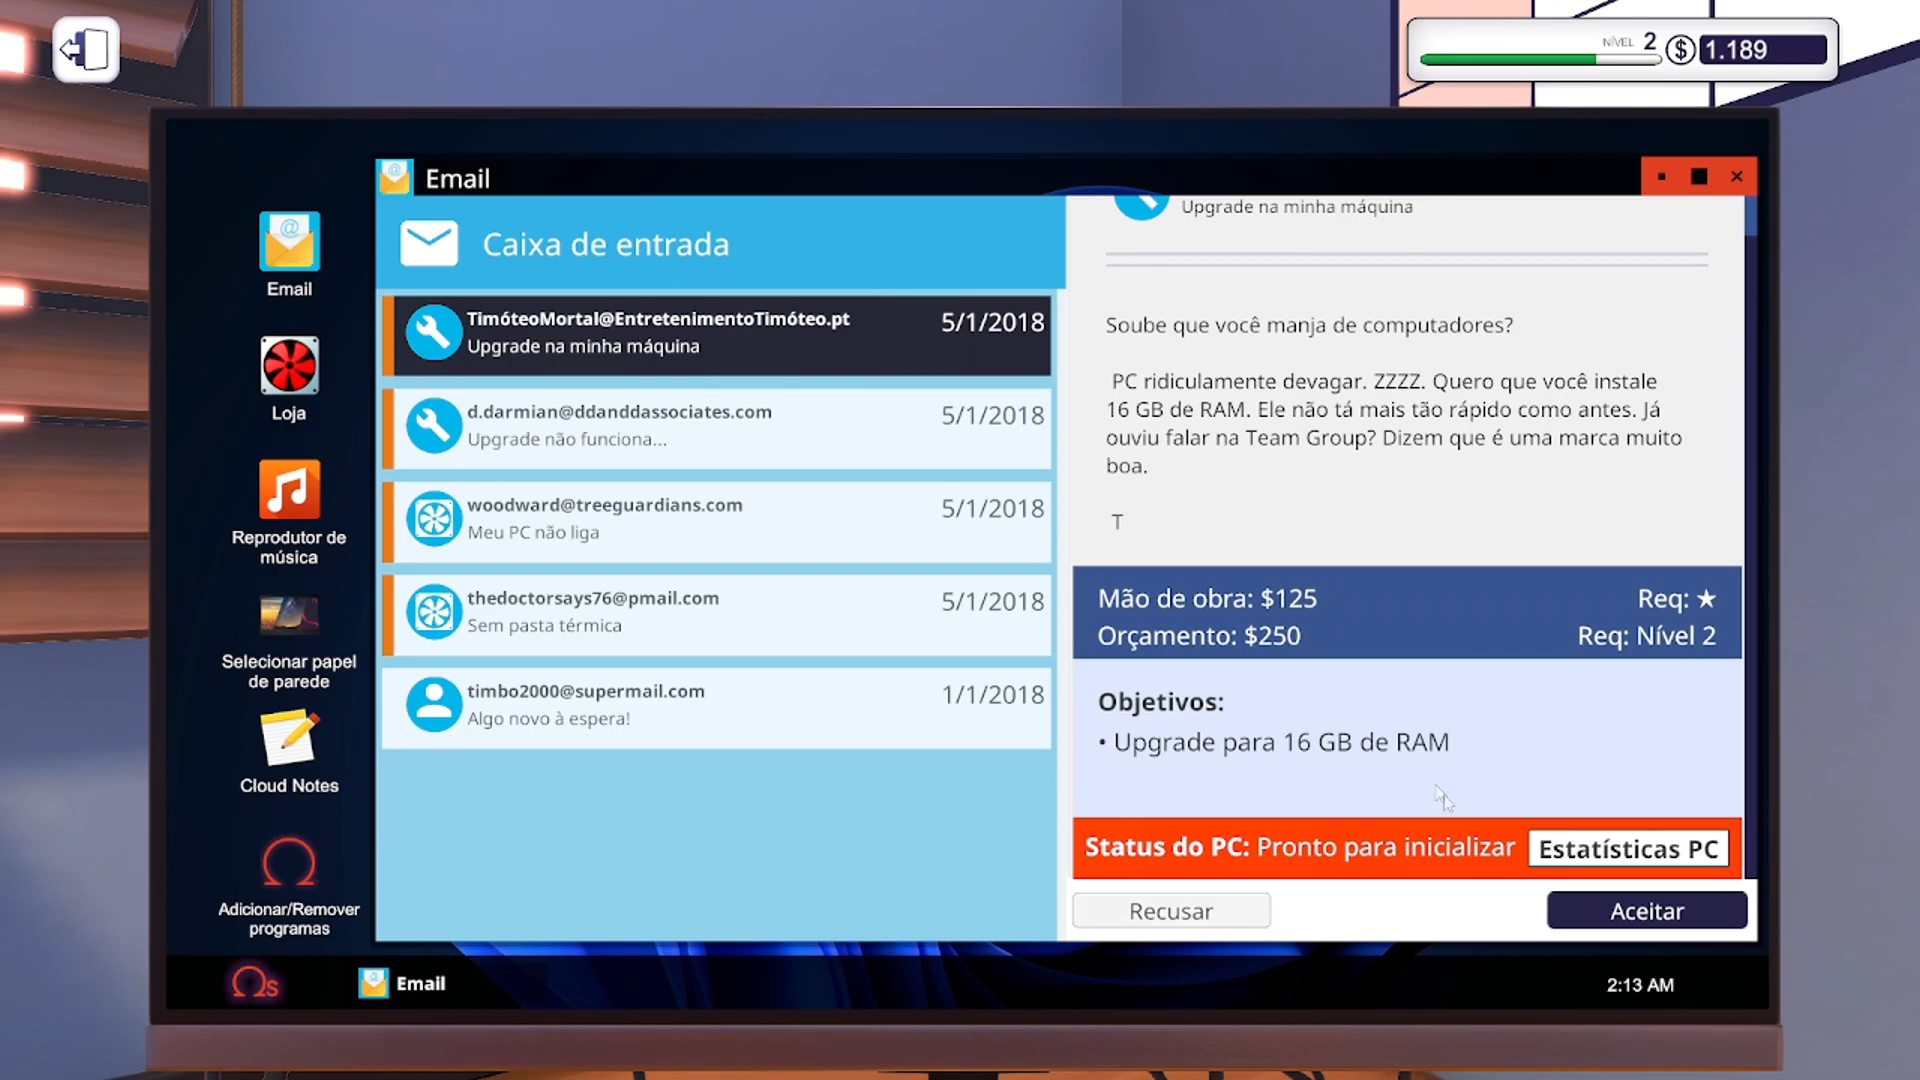 NÍVEL 2 $ 1.189
Email
Email
Loja
Reprodutor de
música
Selecionar papel
de parede
Cloud Notes
Adicionar/Remover
programas
Caixa de entrada
TimóteoMortal@EntretenimentoTimóteo.pt 5/1/2018
Upgrade na minha máquina
d.darmian@ddanddassociates.com 5/1/2018
Upgrade não funciona...
woodward@treeguardians.com 5/1/2018
Meu PC não liga
thedoctorsays76@pmail.com 5/1/2018
Sem pasta térmica
timbo2000@supermail.com 1/1/2018
Algo novo à espera!
Upgrade na minha máquina
Soube que você manja de computadores?
PC ridiculamente devagar. ZZZZ. Quero que você instale
16 GB de RAM. Ele não tá mais tão rápido como antes. Já
ouviu falar na Team Group? Dizem que é uma marca muito
boa.
T
Mão de obra: $125 Req: ★
Orçamento: $250 Req: Nível 2
Objetivos:
• Upgrade para 16 GB de RAM
Status do PC: Pronto para inicializar Estatísticas PC
Recusar Aceitar
Ωs Email 2:13 AM